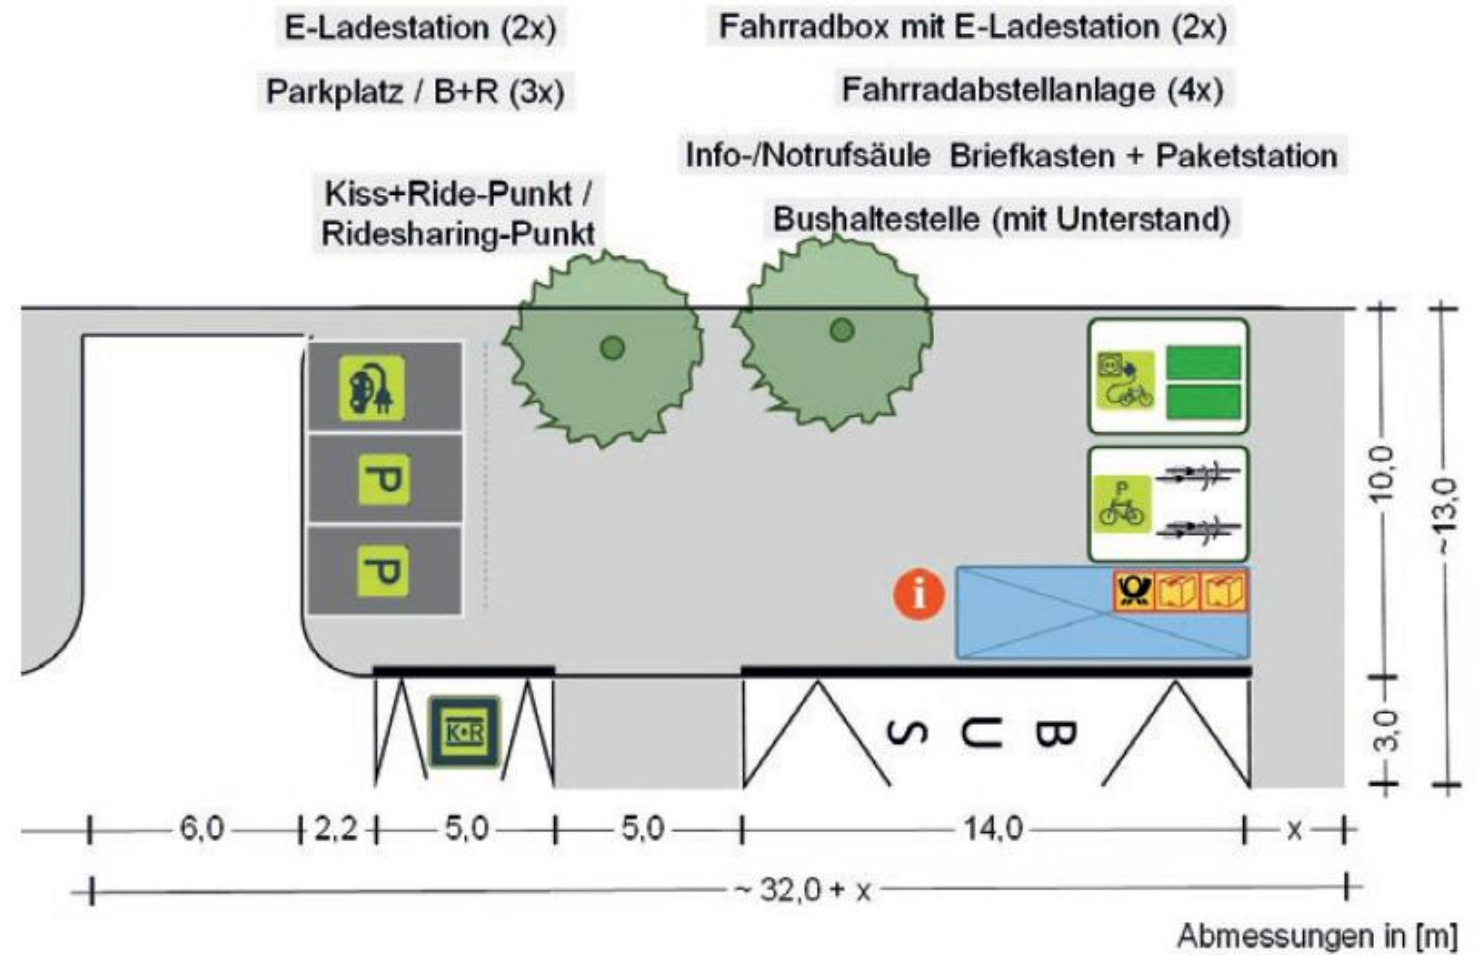 E-Ladestation (2x)
Fahrradbox mit E-Ladestation (2x)
Parkplatz / B+R (3x)
Fahrradabstellanlage (4x)
Info-/Notrufsäule Briefkasten + Paketstation
Kiss+Ride-Punkt /
Ridesharing-Punkt
Bushaltestelle (mit Unterstand)
P
P
P
i
K+R
BUS
10,0
~13,0
3,0
6,0
2,2
5,0
5,0
14,0
x
~ 32,0 + x
Abmessungen in [m]